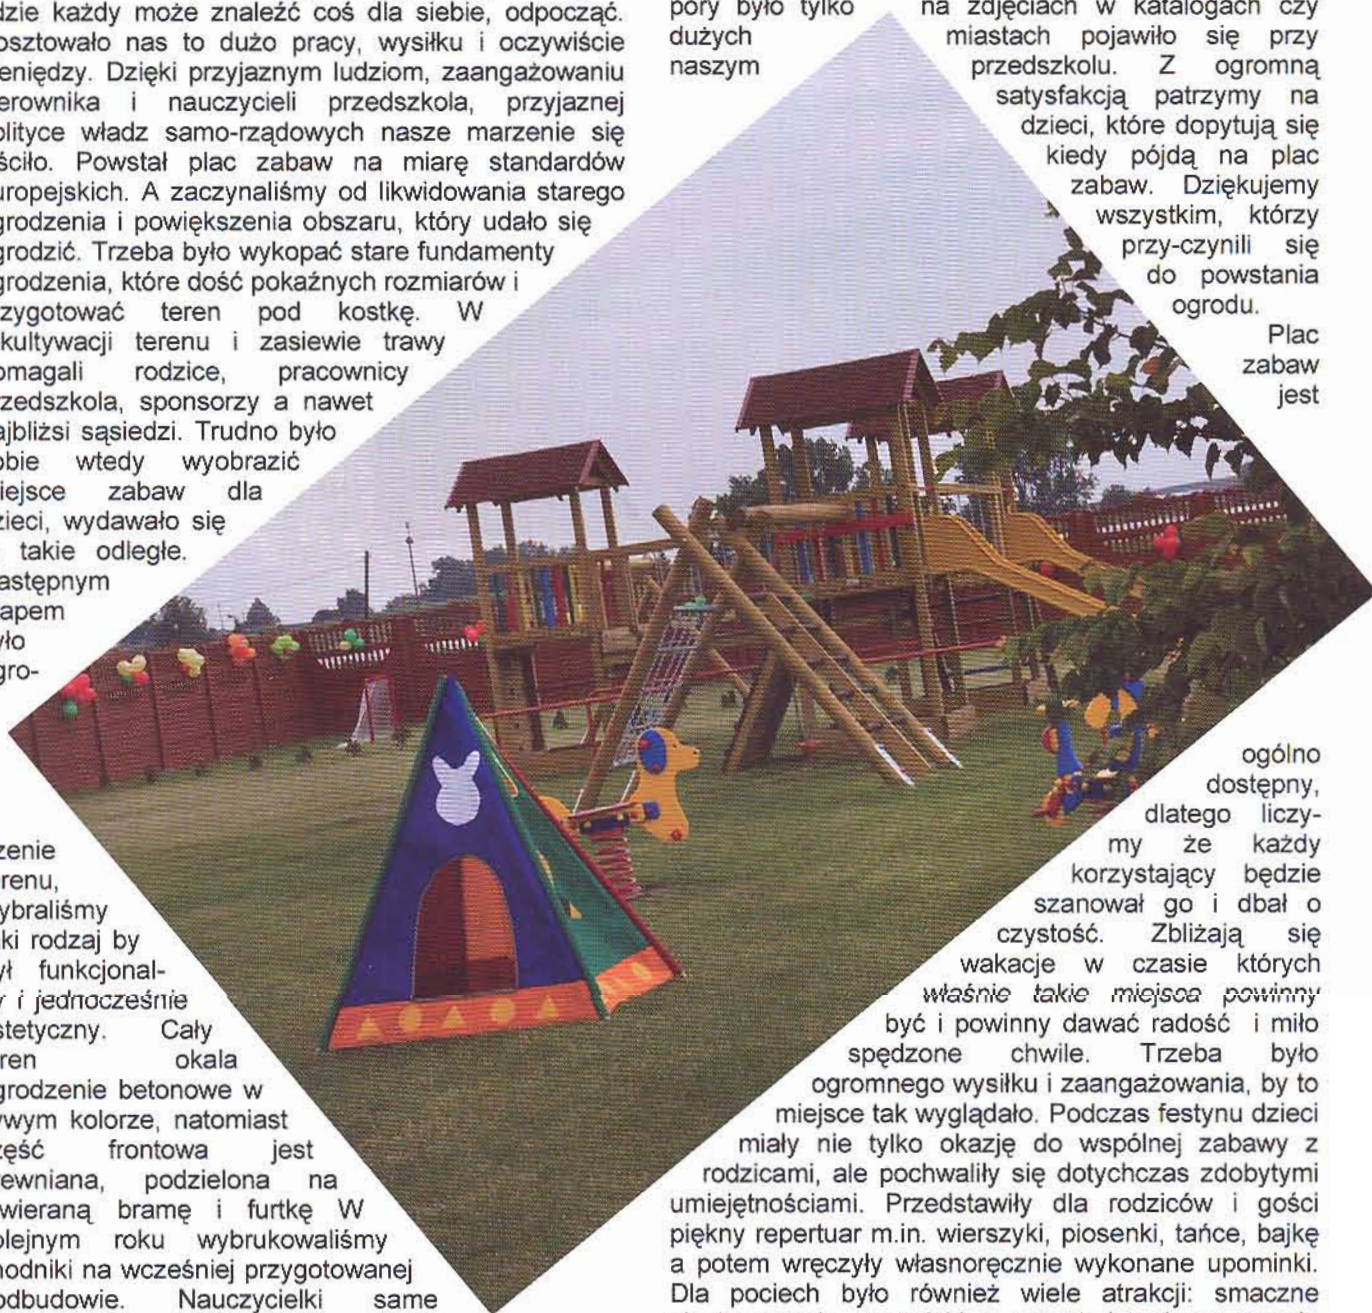 dzie każdy może znaleźć coś dla siebie, odpocząć.
osztowało nas to dużo pracy, wysiłku i oczywiście
eniędzy. Dzięki przyjaznym ludziom, zaangażowaniu
erownika i nauczycieli przedszkola, przyjaznej
olityce władz samo-rządowych nasze marzenie się
ściło. Powstał plac zabaw na miarę standardów
uropejskich. A zaczynaliśmy od likwidowania starego
grodzenia i powiększenia obszaru, który udało się
grodzić. Trzeba było wykopać stare fundamenty
grodzenia, które dość pokaźnych rozmiarów i
zygotować teren pod kostkę. W
kultywacji terenu i zasiewie trawy
omagali rodzice, pracownicy
zedszkola, sponsorzy a nawet
ajbliżsi sąsiedzi. Trudno było
obie wtedy wyobrazić
iejsce zabaw dla
zieci, wydawało się
takie odległe.
astępnym
apem
yło
gro-
zenie
renu,
ybraliśmy
ki rodzaj by
ył funkcjonal-
y i jednocześnie
stetyczny. Cały
ren okala
grodzenie betonowe w
ywym kolorze, natomiast
zęść frontowa jest
ewniana, podzielona na
wieraną bramę i furtkę W
olejnym roku wybrukowaliśmy
hodniki na wcześniej przygotowanej
odbudowie. Nauczycielki same
pory było tylko na zdjęciach w katalogach czy
dużych miastach pojawiło się przy
naszym przedszkolu. Z ogromną
satysfakcją patrzymy na
dzieci, które dopytują się
kiedy pójdą na plac
zabaw. Dziękujemy
wszystkim, którzy
przy-czynili się
do powstania
ogrodu.
Plac
zabaw
jest
ogólno
dostępny,
dlatego liczy-
my że każdy
korzystający będzie
szanował go i dbał o
czystość. Zbliżają się
wakacje w czasie których
właśnie takie miejsca powinny
być i powinny dawać radość i miło
spędzone chwile. Trzeba było
ogromnego wysiłku i zaangażowania, by to
miejsce tak wyglądało. Podczas festynu dzieci
miały nie tylko okazję do wspólnej zabawy z
rodzicami, ale pochwaliły się dotychczas zdobytymi
umiejętnościami. Przedstawiły dla rodziców i gości
piękny repertuar m.in. wierszyki, piosenki, tańce, bajkę
a potem wręczyły własnoręcznie wykonane upominki.
Dla pociech było również wiele atrakcji: smaczne